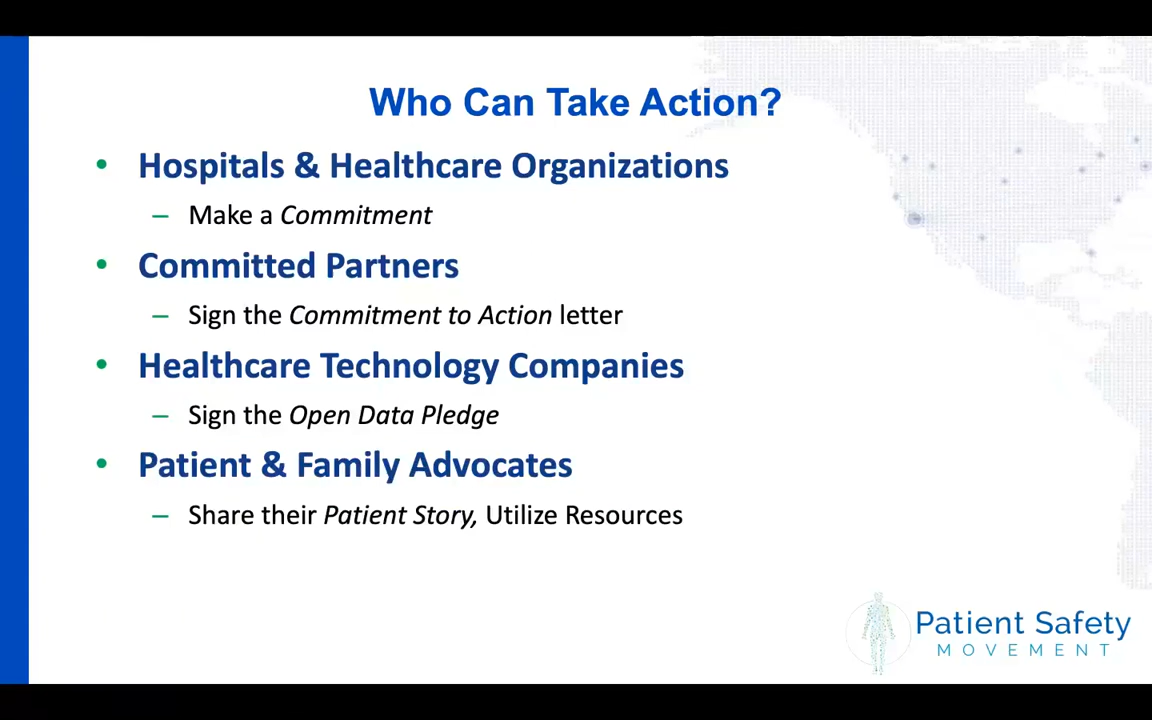 Who Can Take Action?
• Hospitals & Healthcare Organizations
– Make a Commitment
• Committed Partners
– Sign the Commitment to Action letter
• Healthcare Technology Companies
– Sign the Open Data Pledge
• Patient & Family Advocates
– Share their Patient Story, Utilize Resources
Patient Safety
MOVEMENT